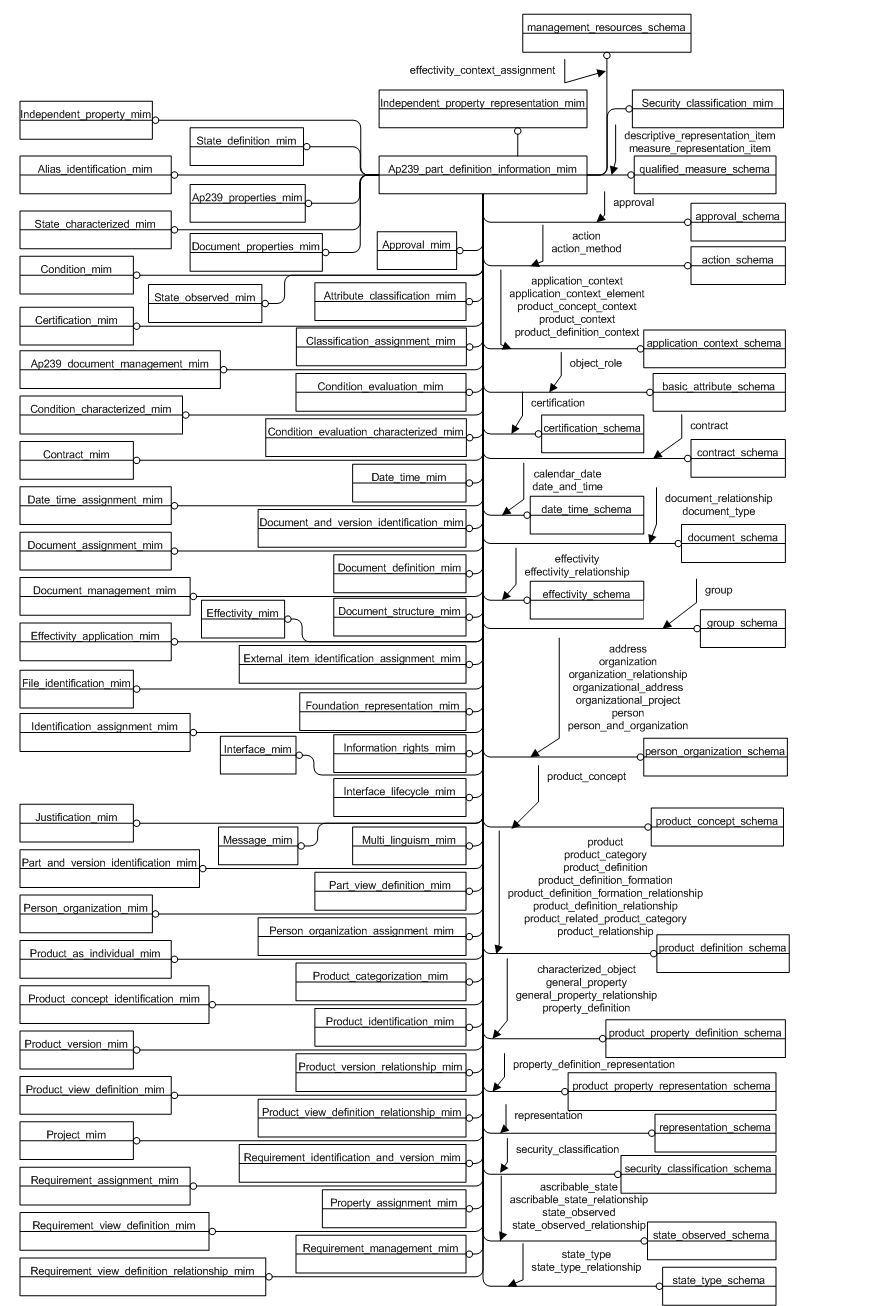 management_resources_schema
effectivity_context_assignment
Independent_property_mim
Independent_property_representation_mim
Security_classification_mim
State_definition_mim
descriptive_representation_item
measure_representation_item
Alias_identification_mim
Ap239_part_definition_information_mim
qualified_measure_schema
Ap239_properties_mim
approval
State_characterized_mim
approval_schema
Document_properties_mim
Approval_mim
action
action_method
Condition_mim
action_schema
State_observed_mim
Attribute_classification_mim
application_context
application_context_element
product_concept_context
product_context
product_definition_context
Certification_mim
Classification_assignment_mim
application_context_schema
Ap239_document_management_mim
object_role
Condition_evaluation_mim
basic_attribute_schema
Condition_characterized_mim
certification
Condition_evaluation_characterized_mim
certification_schema
contract
Contract_mim
contract_schema
Date_time_mim
calendar_date
date_and_time
Date_time_assignment_mim
document_relationship
document_type
Document_and_version_identification_mim
date_time_schema
Document_assignment_mim
document_schema
Document_definition_mim
effectivity
effectivity_relationship
Document_management_mim
effectivity_schema
group
Effectivity_mim
Document_structure_mim
group_schema
Effectivity_application_mim
External_item_identification_assignment_mim
address
organization
organization_relationship
organizational_address
organizational_project
person
person_and_organization
File_identification_mim
Foundation_representation_mim
Identification_assignment_mim
Interface_mim
Information_rights_mim
person_organization_schema
product_concept
Interface_lifecycle_mim
Justification_mim
product_concept_schema
Message_mim
Multi_linguism_mim
product
product_category
product_definition
product_definition_formation
product_definition_formation_relationship
product_definition_relationship
product_related_product_category
product_relationship
Part_and_version_identification_mim
Part_view_definition_mim
Person_organization_mim
Person_organization_assignment_mim
Product_as_individual_mim
product_definition_schema
Product_categorization_mim
characterized_object
general_property
general_property_relationship
property_definition
Product_concept_identification_mim
Product_identification_mim
product_property_definition_schema
Product_version_mim
Product_version_relationship_mim
property_definition_representation
Product_view_definition_mim
product_property_representation_schema
Product_view_definition_relationship_mim
representation
Project_mim
representation_schema
Requirement_identification_and_version_mim
security_classification
Requirement_assignment_mim
security_classification_schema
Property_assignment_mim
ascribable_state
ascribable_state_relationship
state_observed
state_observed_relationship
Requirement_view_definition_mim
state_observed_schema
Requirement_management_mim
state_type
state_type_relationship
Requirement_view_definition_relationship_mim
state_type_schema